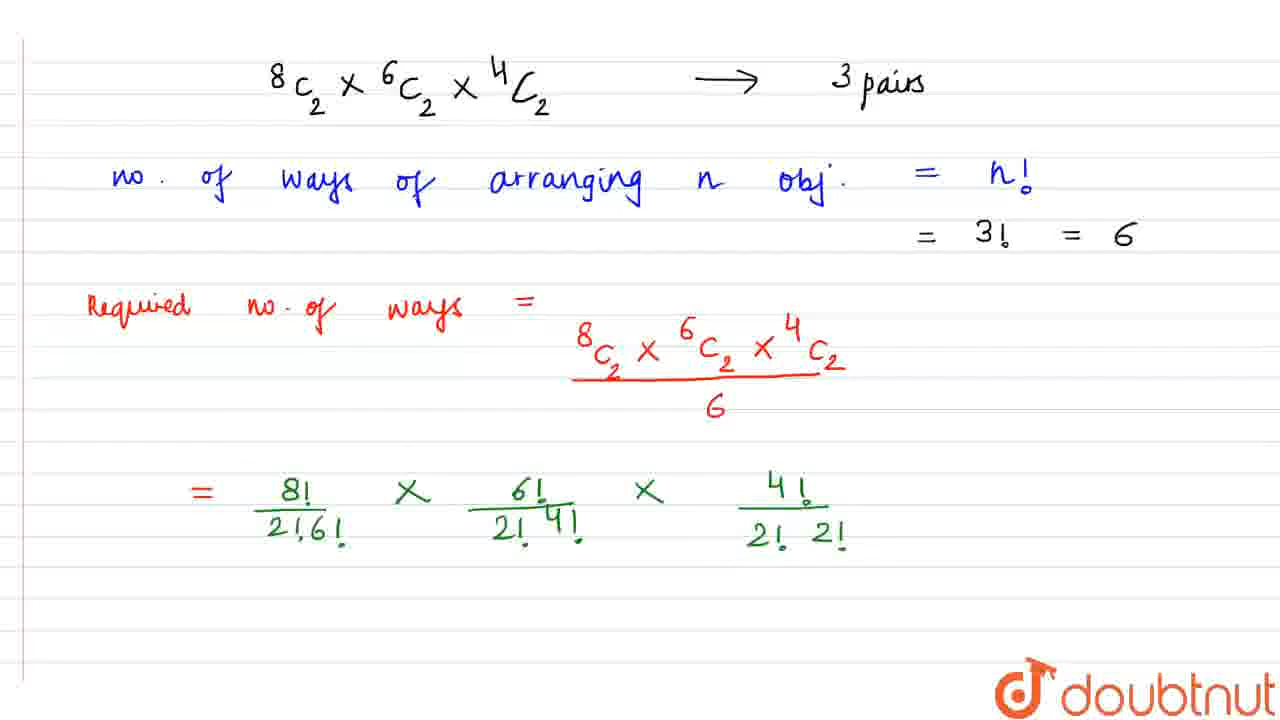 ⁸C₂ × ⁶C₂ × ⁴C₂ → 3 pairs
no. of ways of arranging n obj. = n!
= 3! = 6
Required no. of ways =
⁸C₂ × ⁶C₂ × ⁴C₂
6
= 8! × 6! × 4!
2!6! 2!4! 2!2!
doubtnut